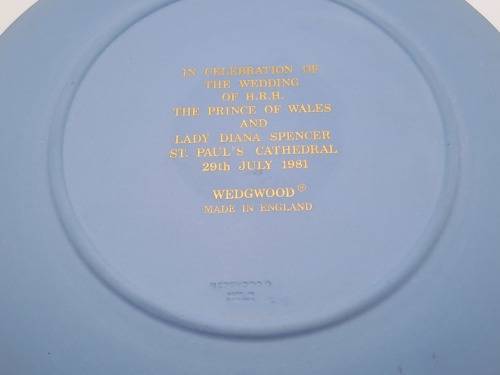 IN CELEBRATION OF
THE WEDDING
OF H.R.H.
THE PRINCE OF WALES
AND
LADY DIANA SPENCER
ST. PAUL'S CATHEDRAL
29th JULY 1981
WEDGWOOD®
MADE IN ENGLAND